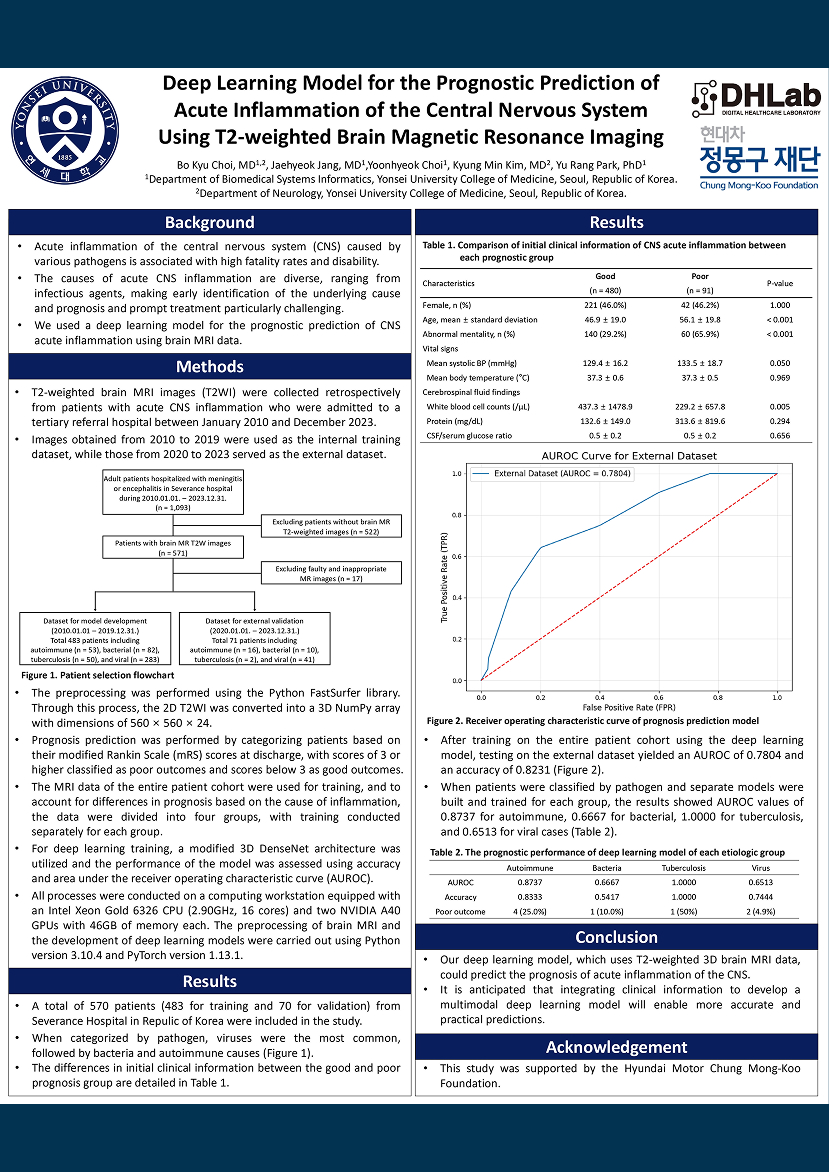 YONSEI UNIVERSITY
1885
연세대학교
Deep Learning Model for the Prognostic Prediction of
Acute Inflammation of the Central Nervous System
Using T2-weighted Brain Magnetic Resonance Imaging
DHLab
DIGITAL HEALTHCARE LABORATORY
현대차
정몽구 재단
Chung Mong-Koo Foundation
Bo Kyu Choi, MD1,2, Jaehyeok Jang, MD1,Yoonhyeok Choi1, Kyung Min Kim, MD2, Yu Rang Park, PhD1
1Department of Biomedical Systems Informatics, Yonsei University College of Medicine, Seoul, Republic of Korea.
2Department of Neurology, Yonsei University College of Medicine, Seoul, Republic of Korea.
Background
• Acute inflammation of the central nervous system (CNS) caused by
various pathogens is associated with high fatality rates and disability.
• The causes of acute CNS inflammation are diverse, ranging from
infectious agents, making early identification of the underlying cause
and prognosis and prompt treatment particularly challenging.
• We used a deep learning model for the prognostic prediction of CNS
acute inflammation using brain MRI data.
Methods
• T2-weighted brain MRI images (T2WI) were collected retrospectively
from patients with acute CNS inflammation who were admitted to a
tertiary referral hospital between January 2010 and December 2023.
• Images obtained from 2010 to 2019 were used as the internal training
dataset, while those from 2020 to 2023 served as the external dataset.
Adult patients hospitalized with meningitis
or encephalitis in Severance hospital
during 2010.01.01. – 2023.12.31.
(n = 1,093)
Excluding patients without brain MR
T2-weighted images (n = 522)
Patients with brain MR T2W images
(n = 571)
Excluding faulty and inappropriate
MR images (n = 17)
Dataset for model development
(2010.01.01 – 2019.12.31.)
Total 483 patients including
autoimmune (n = 53), bacterial (n = 82),
tuberculosis (n = 50), and viral (n = 283)
Dataset for external validation
(2020.01.01. – 2023.12.31.)
Total 71 patients including
autoimmune (n = 16), bacterial (n = 10),
tuberculosis (n = 2), and viral (n = 41)
Figure 1. Patient selection flowchart
• The preprocessing was performed using the Python FastSurfer library.
Through this process, the 2D T2WI was converted into a 3D NumPy array
with dimensions of 560 × 560 × 24.
• Prognosis prediction was performed by categorizing patients based on
their modified Rankin Scale (mRS) scores at discharge, with scores of 3 or
higher classified as poor outcomes and scores below 3 as good outcomes.
• The MRI data of the entire patient cohort were used for training, and to
account for differences in prognosis based on the cause of inflammation,
the data were divided into four groups, with training conducted
separately for each group.
• For deep learning training, a modified 3D DenseNet architecture was
utilized and the performance of the model was assessed using accuracy
and area under the receiver operating characteristic curve (AUROC).
• All processes were conducted on a computing workstation equipped with
an Intel Xeon Gold 6326 CPU (2.90GHz, 16 cores) and two NVIDIA A40
GPUs with 46GB of memory each. The preprocessing of brain MRI and
the development of deep learning models were carried out using Python
version 3.10.4 and PyTorch version 1.13.1.
Results
• A total of 570 patients (483 for training and 70 for validation) from
Severance Hospital in Repulic of Korea were included in the study.
• When categorized by pathogen, viruses were the most common,
followed by bacteria and autoimmune causes (Figure 1).
• The differences in initial clinical information between the good and poor
prognosis group are detailed in Table 1.
Results
Table 1. Comparison of initial clinical information of CNS acute inflammation between
each prognostic group
Characteristics Good (n = 480) Poor (n = 91) P-value
Female, n (%) 221 (46.0%) 42 (46.2%) 1.000
Age, mean ± standard deviation 46.9 ± 19.0 56.1 ± 19.8 < 0.001
Abnormal mentality, n (%) 140 (29.2%) 60 (65.9%) < 0.001
Vital signs
Mean systolic BP (mmHg) 129.4 ± 16.2 133.5 ± 18.7 0.050
Mean body temperature (°C) 37.3 ± 0.6 37.3 ± 0.5 0.969
Cerebrospinal fluid findings
White blood cell counts (/μL) 437.3 ± 1478.9 229.2 ± 657.8 0.005
Protein (mg/dL) 132.6 ± 149.0 313.6 ± 819.6 0.294
CSF/serum glucose ratio 0.5 ± 0.2 0.5 ± 0.2 0.656
AUROC Curve for External Dataset
External Dataset (AUROC = 0.7804)
True Positive Rate (TPR)
1.0
0.8
0.6
0.4
0.2
0.0
0.0 0.2 0.4 0.6 0.8 1.0
False Positive Rate (FPR)
Figure 2. Receiver operating characteristic curve of prognosis prediction model
• After training on the entire patient cohort using the deep learning
model, testing on the external dataset yielded an AUROC of 0.7804 and
an accuracy of 0.8231 (Figure 2).
• When patients were classified by pathogen and separate models were
built and trained for each group, the results showed AUROC values of
0.8737 for autoimmune, 0.6667 for bacterial, 1.0000 for tuberculosis,
and 0.6513 for viral cases (Table 2).
Table 2. The prognostic performance of deep learning model of each etiologic group
Autoimmune Bacteria Tuberculosis Virus
AUROC 0.8737 0.6667 1.0000 0.6513
Accuracy 0.8333 0.5417 1.0000 0.7444
Poor outcome 4 (25.0%) 1 (10.0%) 1 (50%) 2 (4.9%)
Conclusion
• Our deep learning model, which uses T2-weighted 3D brain MRI data,
could predict the prognosis of acute inflammation of the CNS.
• It is anticipated that integrating clinical information to develop a
multimodal deep learning model will enable more accurate and
practical predictions.
Acknowledgement
• This study was supported by the Hyundai Motor Chung Mong-Koo
Foundation.